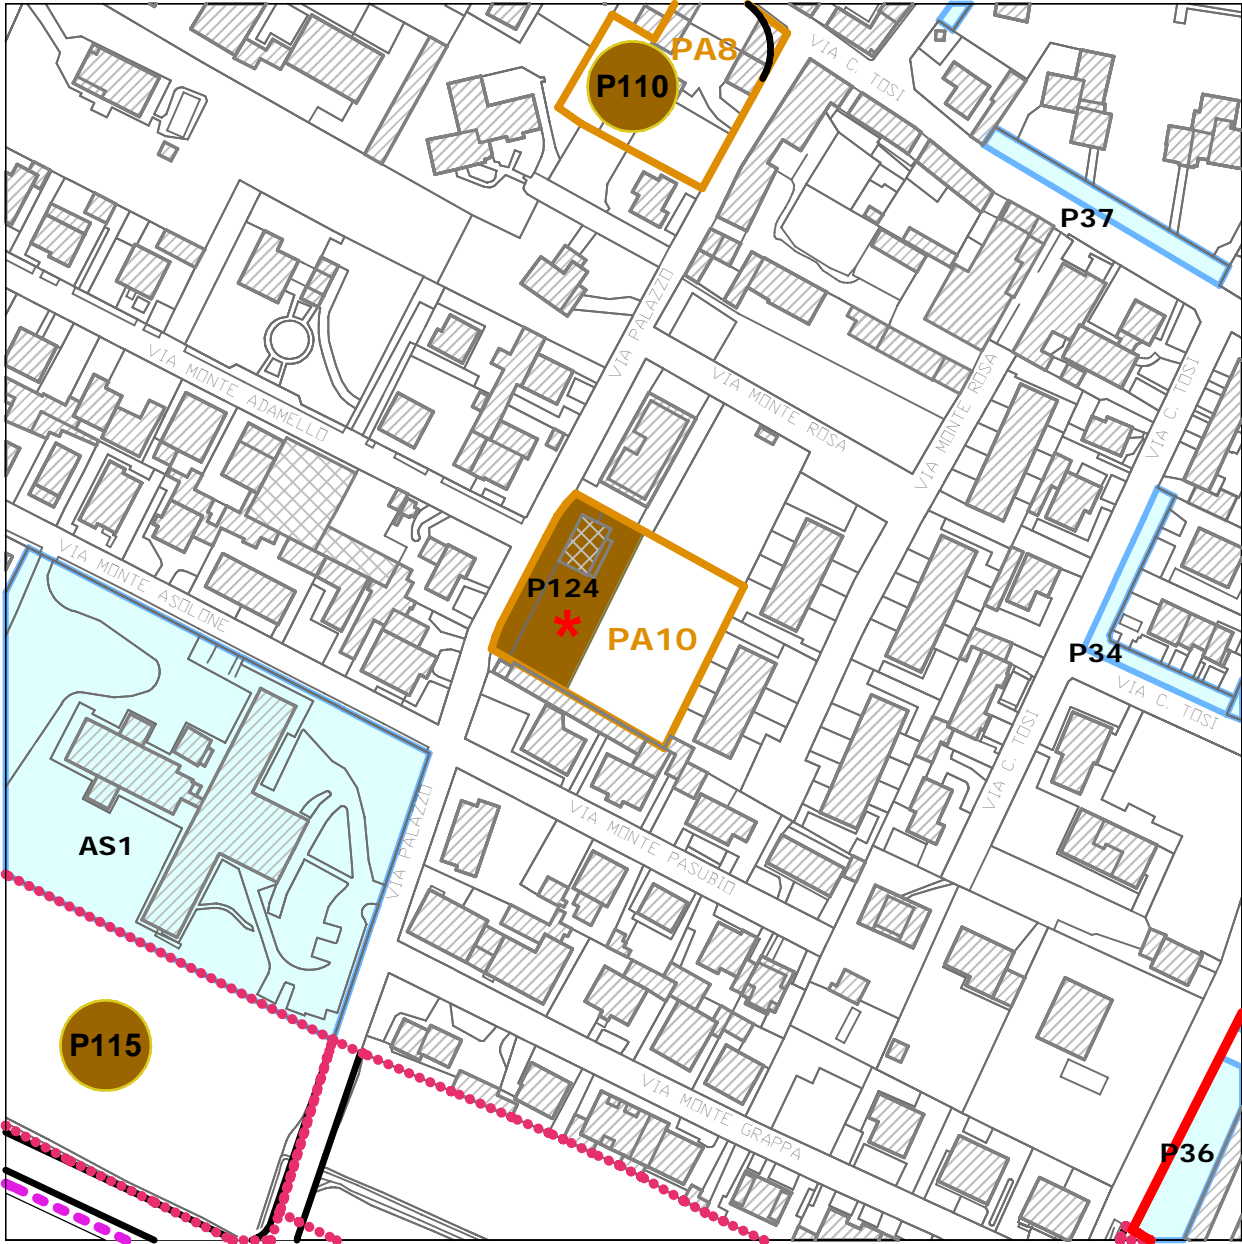 PA8
P110
VIA C. TOSI
P37
VIA PALAZZO
VIA MONTE ADAMELLO
VIA MONTE ROSA
VIA MONTE ROSA
VIA C. TOSI
VIA MONTE ASOLONE
P124
*
PA10
P34
VIA C. TOSI
VIA C. TOSI
AS1
VIA PALAZZO
VIA MONTE PASUBIO
P115
VIA MONTE GRAPPA
P36